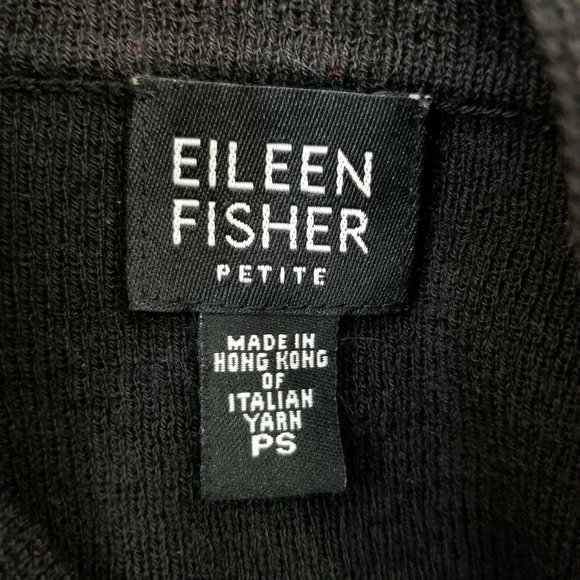 EILEEN
FISHER
PETITE
MADE IN
HONG KONG
OF
ITALIAN
YARN
PS